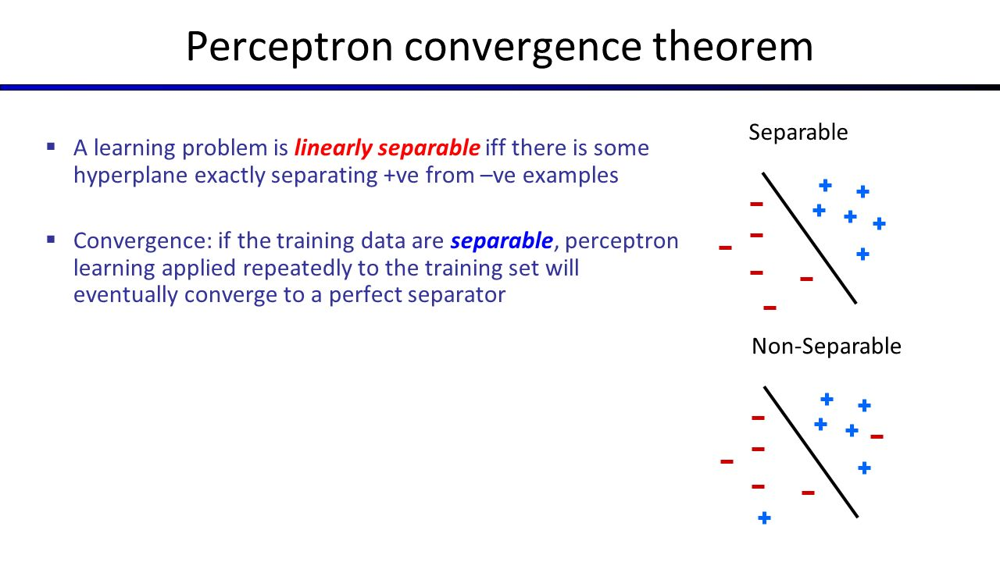 Perceptron convergence theorem
▪ A learning problem is linearly separable iff there is some
hyperplane exactly separating +ve from –ve examples
▪ Convergence: if the training data are separable, perceptron
learning applied repeatedly to the training set will
eventually converge to a perfect separator
Separable
Non-Separable